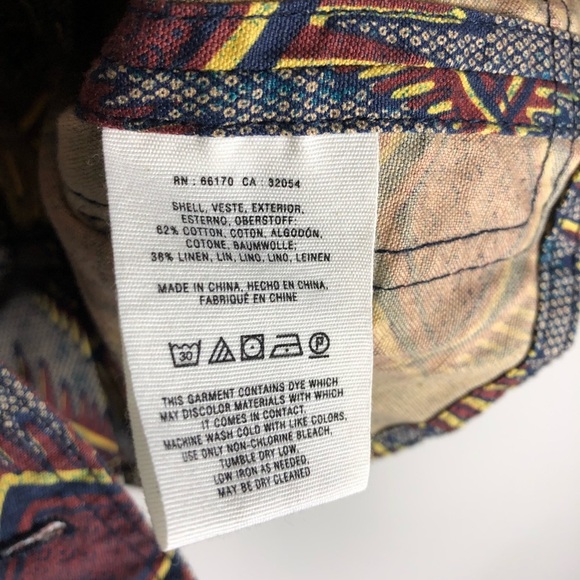 RN : 66170 CA : 32054
SHELL, VESTE, EXTERIOR,
ESTERNO, OBERSTOFF:
62% COTTON, COTON, ALGODÓN,
COTONE, BAUMWOLLE;
38% LINEN, LIN, LINO, LINO, LEINEN
MADE IN CHINA, HECHO EN CHINA,
FABRIQUÉ EN CHINE
30 P
THIS GARMENT CONTAINS DYE WHICH
MAY DISCOLOR MATERIALS WITH WHICH
IT COMES IN CONTACT.
MACHINE WASH COLD WITH LIKE COLORS,
USE ONLY NON-CHLORINE BLEACH,
TUMBLE DRY LOW,
LOW IRON AS NEEDED,
MAY BE DRY CLEANED